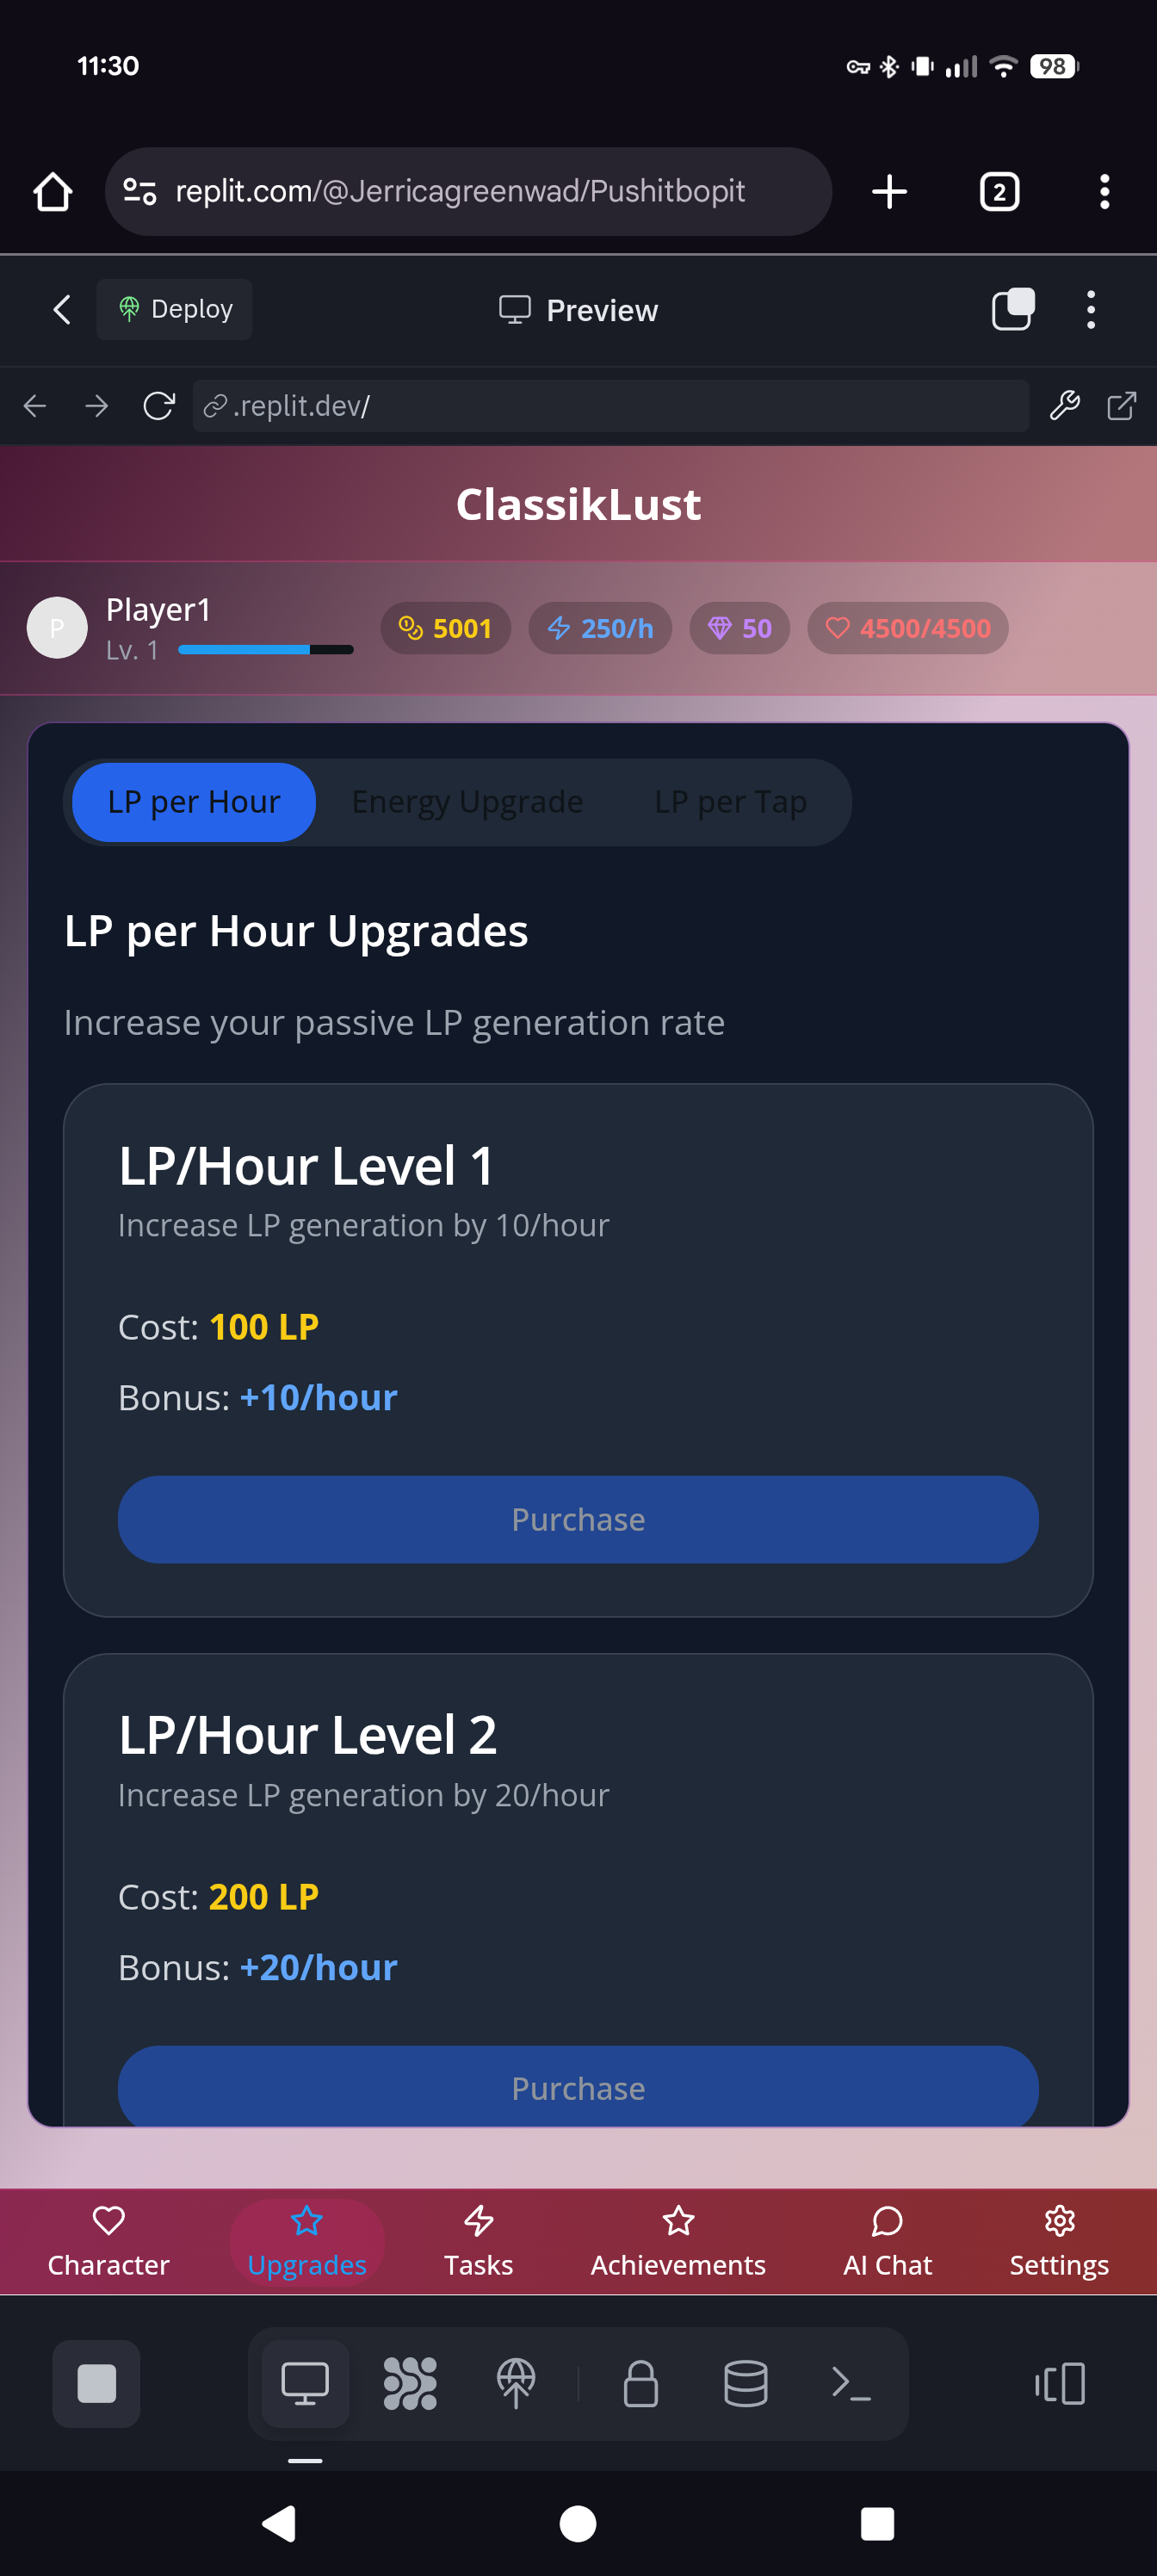 11:30
98
replit.com/@Jerricagreenwad/Pushitbopit
2
Deploy
Preview
.replit.dev/
ClassikLust
P
Player1
Lv. 1
5001
250/h
50
4500/4500
LP per Hour
Energy Upgrade
LP per Tap
LP per Hour Upgrades
Increase your passive LP generation rate
LP/Hour Level 1
Increase LP generation by 10/hour
Cost: 100 LP
Bonus: +10/hour
Purchase
LP/Hour Level 2
Increase LP generation by 20/hour
Cost: 200 LP
Bonus: +20/hour
Purchase
Character
Upgrades
Tasks
Achievements
AI Chat
Settings